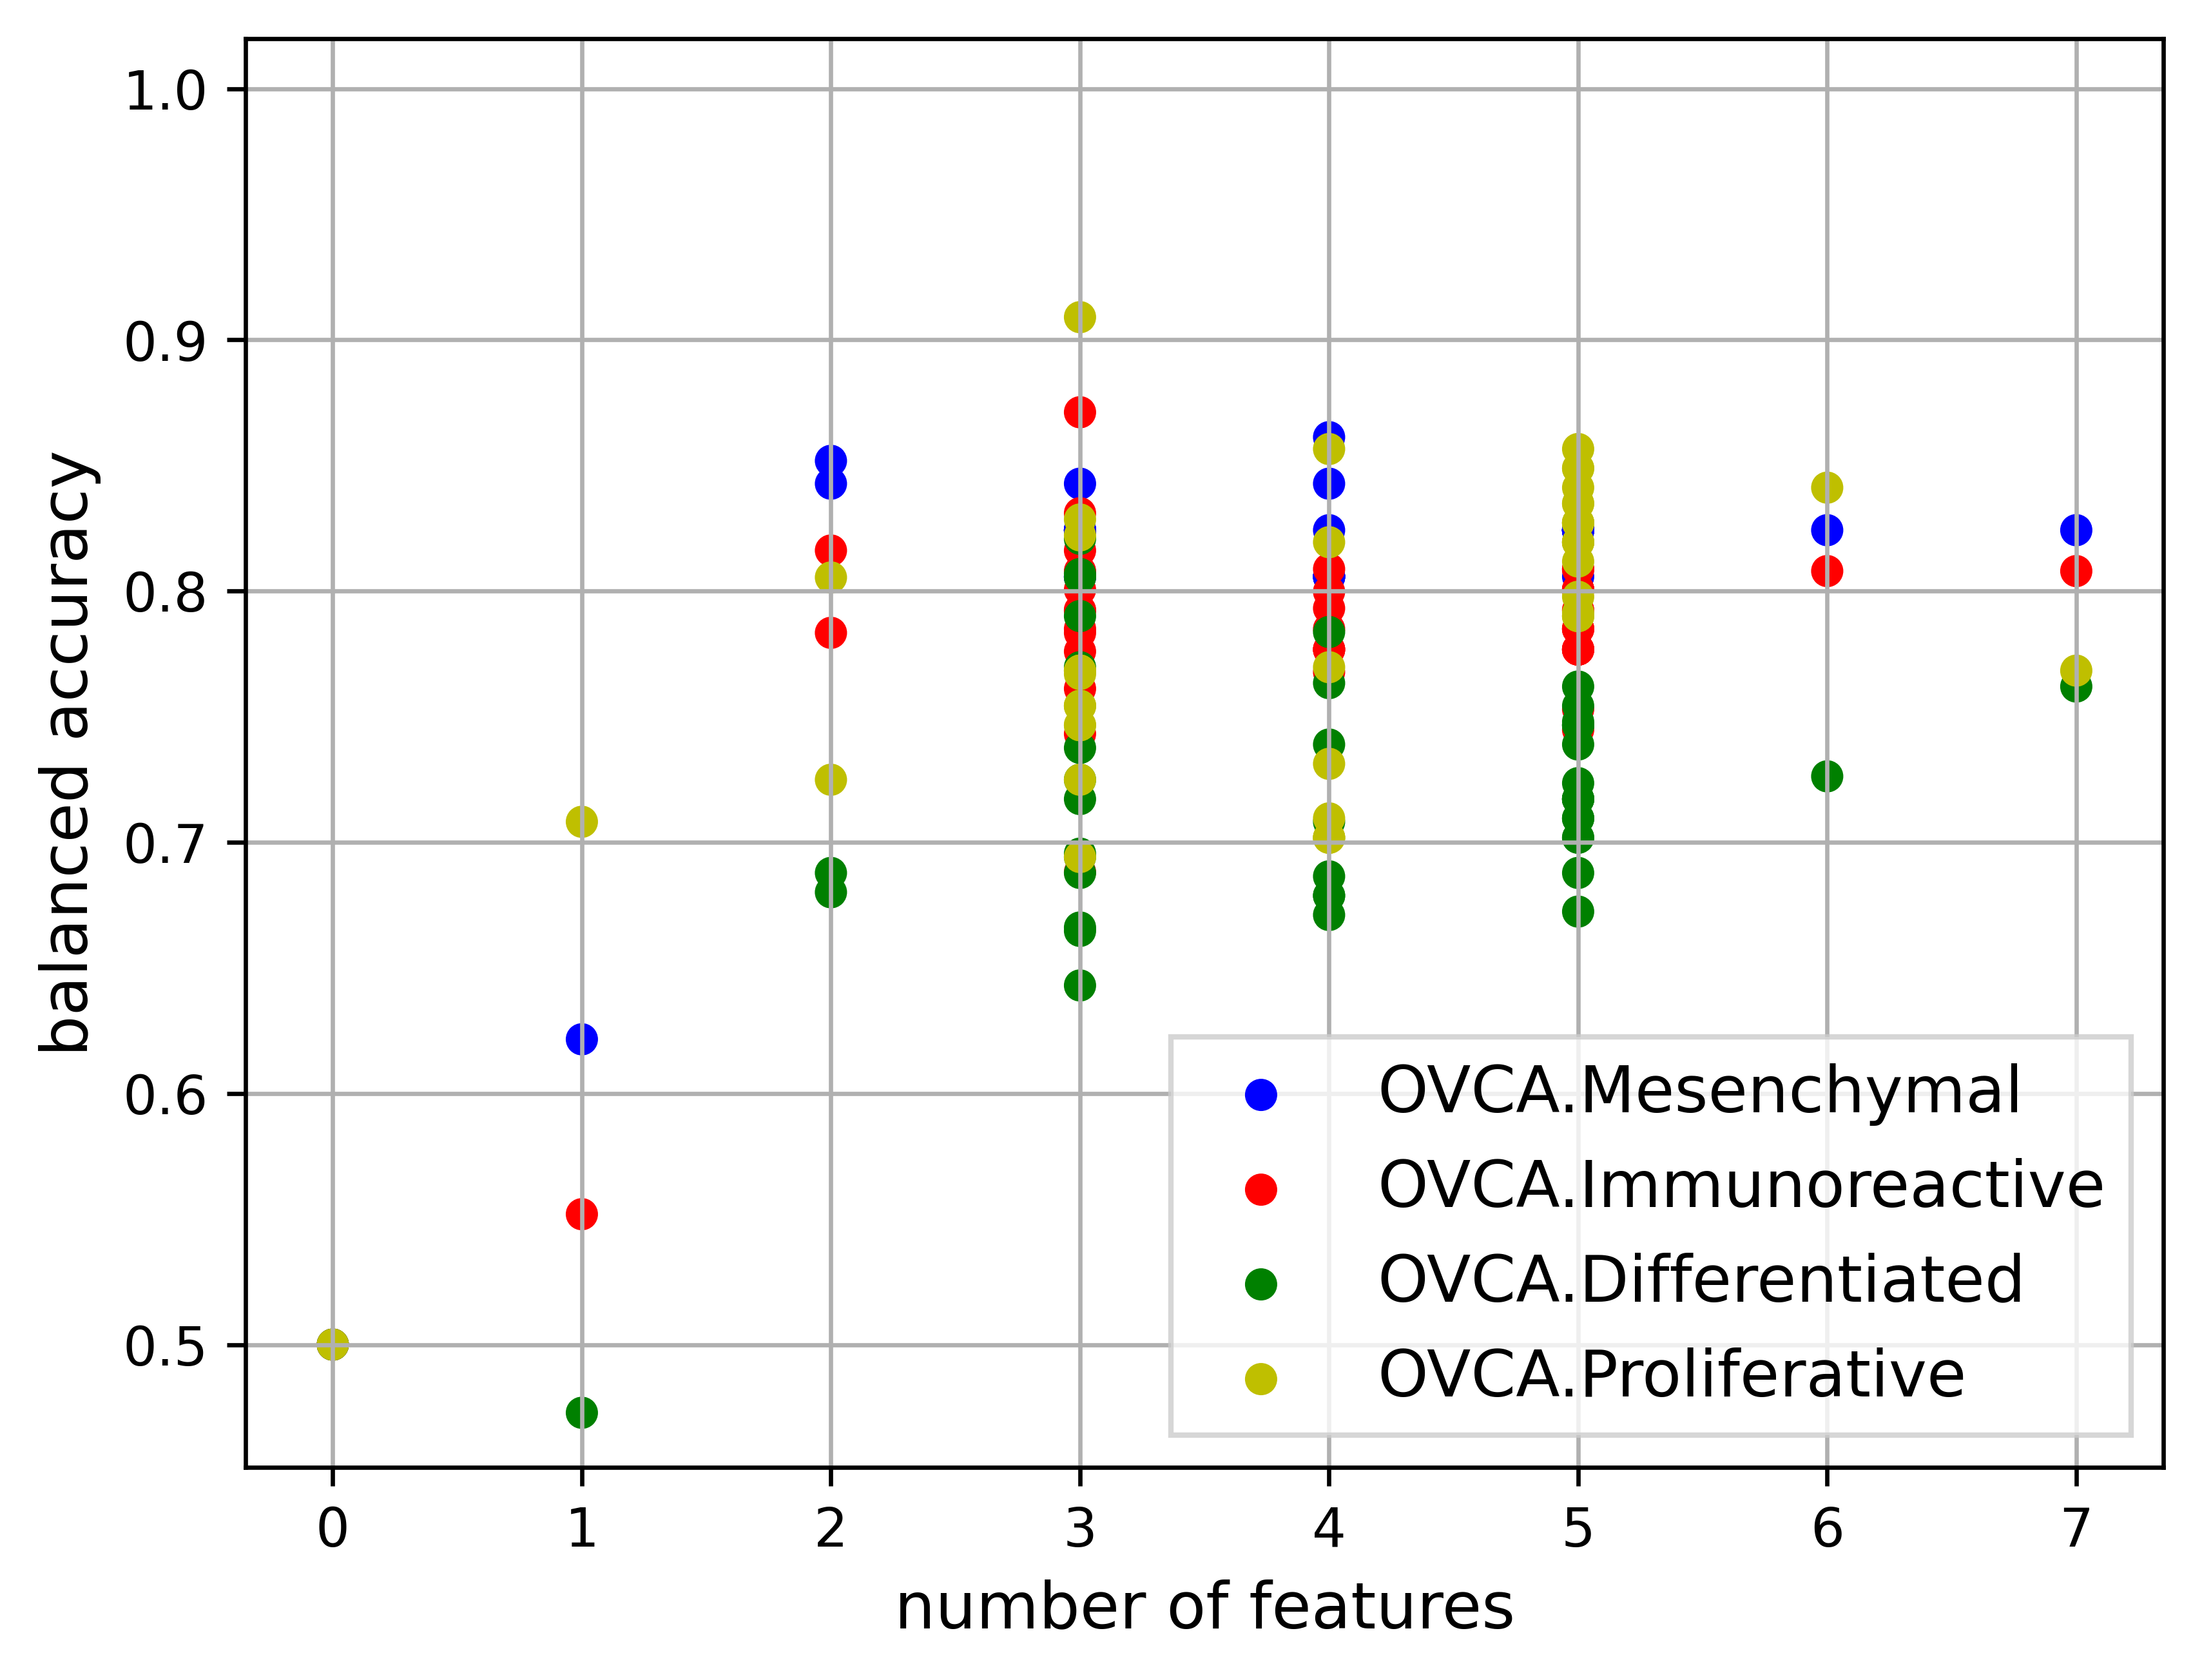 1.0
0.9
0.8
0.7
0.6
0.5
balanced accuracy
OVCA.Mesenchymal
OVCA.Immunoreactive
OVCA.Differentiated
OVCA.Proliferative
0 1 2 3 4 5 6 7
number of features